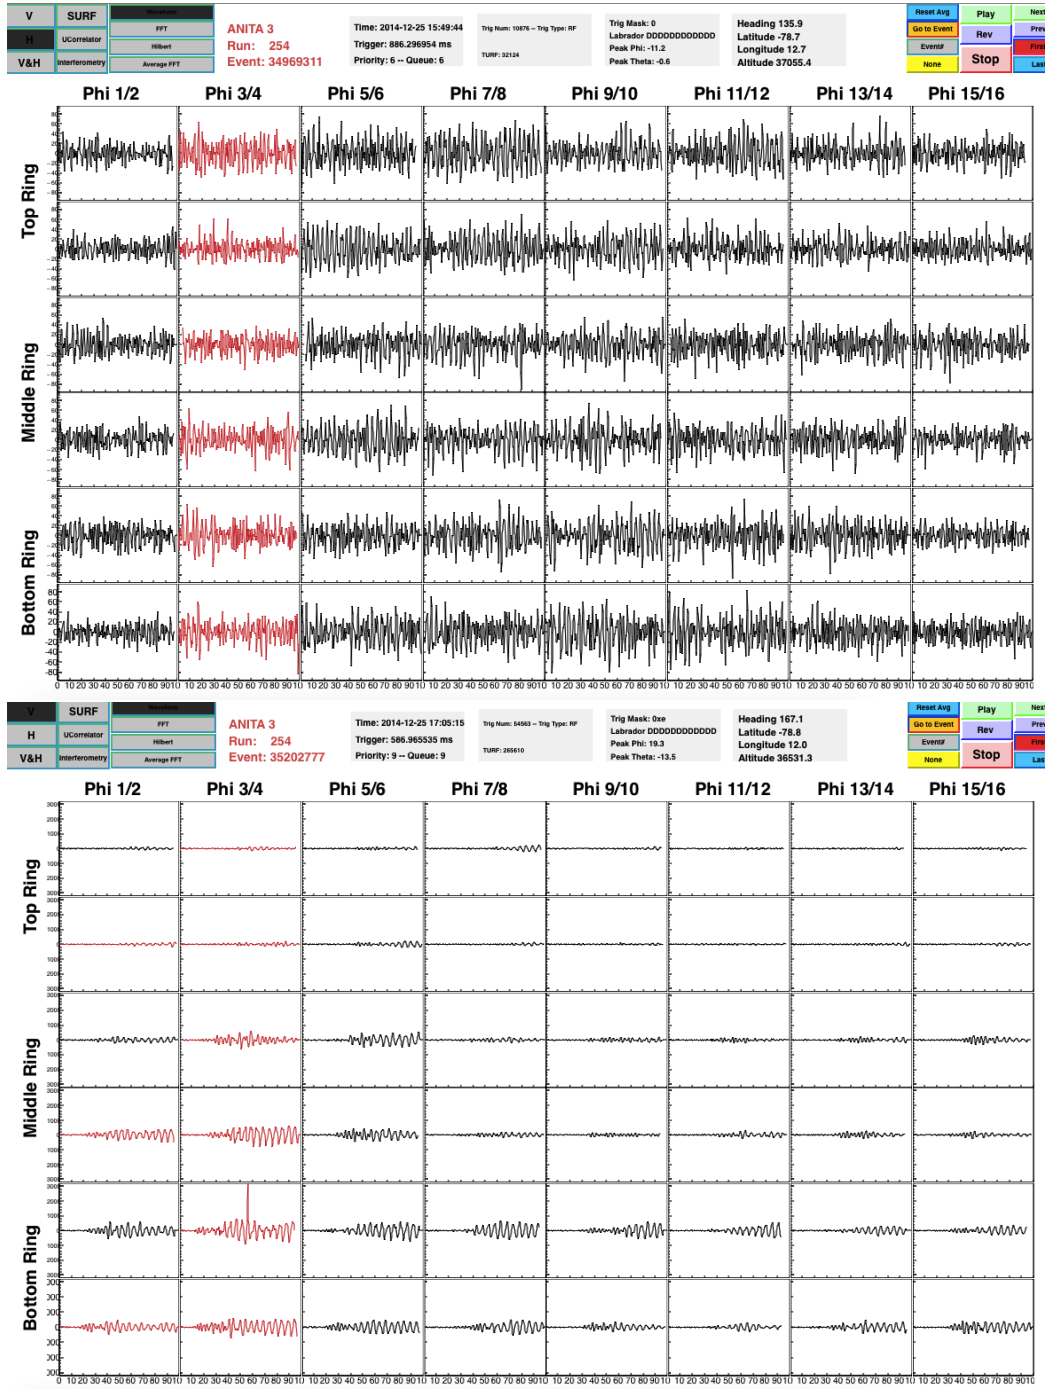 V SURF Waveform
FFT
H UCorrelator
Hilbert
V&H Interferometry Average FFT
ANITA 3
Run: 254
Event: 34969311
Time: 2014-12-25 15:49:44
Trigger: 886.296954 ms
Priority: 6 -- Queue: 6
Trig Num: 10876 -- Trig Type: RF
TURF: 32124
Trig Mask: 0
Labrador DDDDDDDDDDDD
Peak Phi: -11.2
Peak Theta: -0.6
Heading 135.9
Latitude -78.7
Longitude 12.7
Altitude 37055.4
Reset Avg Play Next
Go to Event Rev Prev
Event# Stop First
None Last
Phi 1/2 Phi 3/4 Phi 5/6 Phi 7/8 Phi 9/10 Phi 11/12 Phi 13/14 Phi 15/16
Top Ring
Middle Ring
Bottom Ring
V SURF Waveform
FFT
H UCorrelator
Hilbert
V&H Interferometry Average FFT
ANITA 3
Run: 254
Event: 35202777
Time: 2014-12-25 17:05:15
Trigger: 586.965535 ms
Priority: 9 -- Queue: 9
Trig Num: 54563 -- Trig Type: RF
TURF: 265610
Trig Mask: 0xe
Labrador DDDDDDDDDDDD
Peak Phi: 19.3
Peak Theta: -13.5
Heading 167.1
Latitude -78.8
Longitude 12.0
Altitude 36531.3
Reset Avg Play Next
Go to Event Rev Prev
Event# Stop First
None Last
Phi 1/2 Phi 3/4 Phi 5/6 Phi 7/8 Phi 9/10 Phi 11/12 Phi 13/14 Phi 15/16
Top Ring
Middle Ring
Bottom Ring